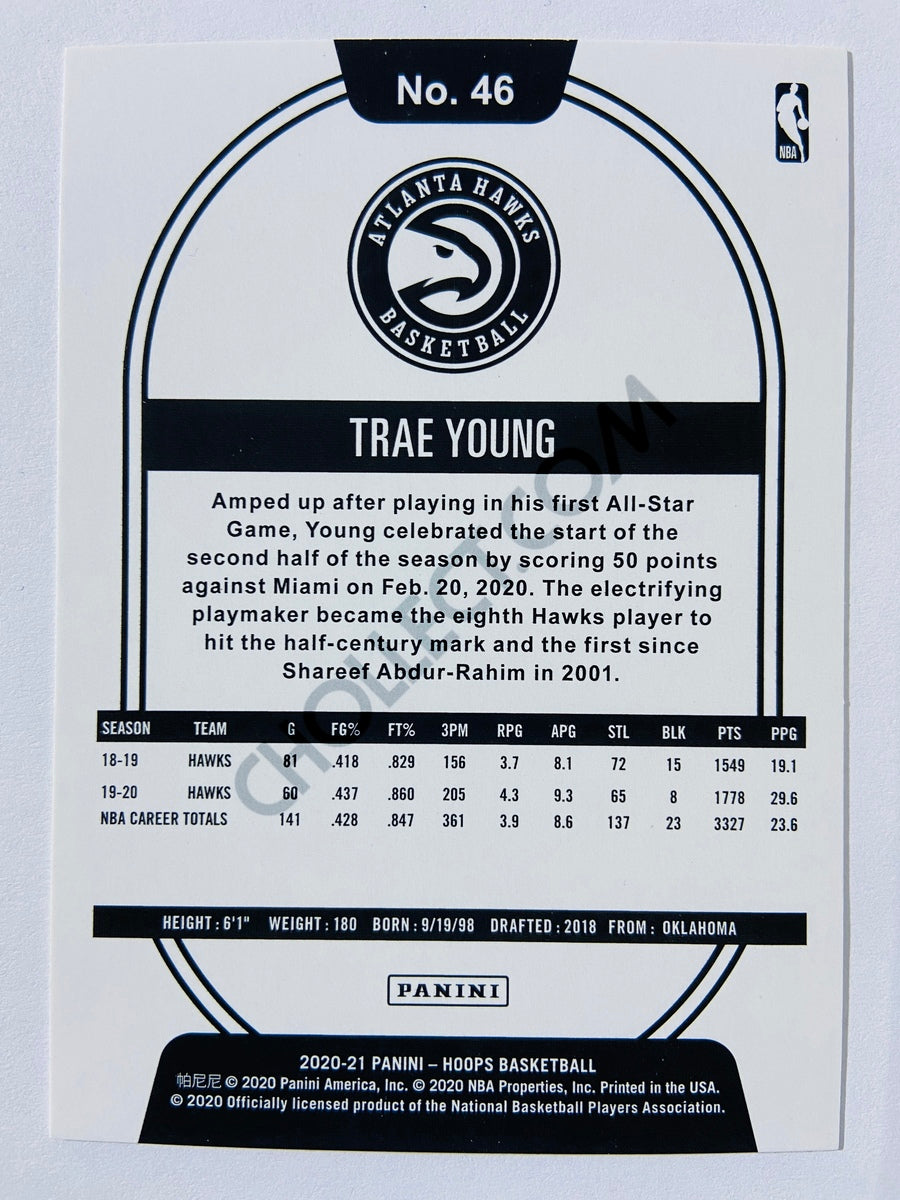 No. 46
NBA
ATLANTA HAWKS
BASKETBALL
TRAE YOUNG
Amped up after playing in his first All-Star
Game, Young celebrated the start of the
second half of the season by scoring 50 points
against Miami on Feb. 20, 2020. The electrifying
playmaker became the eighth Hawks player to
hit the half-century mark and the first since
Shareef Abdur-Rahim in 2001.
CHOLLECT.COM
SEASON TEAM G FG% FT% 3PM RPG APG STL BLK PTS PPG
18-19 HAWKS 81 .418 .829 156 3.7 8.1 72 15 1549 19.1
19-20 HAWKS 60 .437 .860 205 4.3 9.3 65 8 1778 29.6
NBA CAREER TOTALS 141 .428 .847 361 3.9 8.6 137 23 3327 23.6
HEIGHT: 6'1" WEIGHT: 180 BORN: 9/19/98 DRAFTED: 2018 FROM: OKLAHOMA
PANINI
2020-21 PANINI – HOOPS BASKETBALL
帕尼尼 © 2020 Panini America, Inc. © 2020 NBA Properties, Inc. Printed in the USA.
© 2020 Officially licensed product of the National Basketball Players Association.